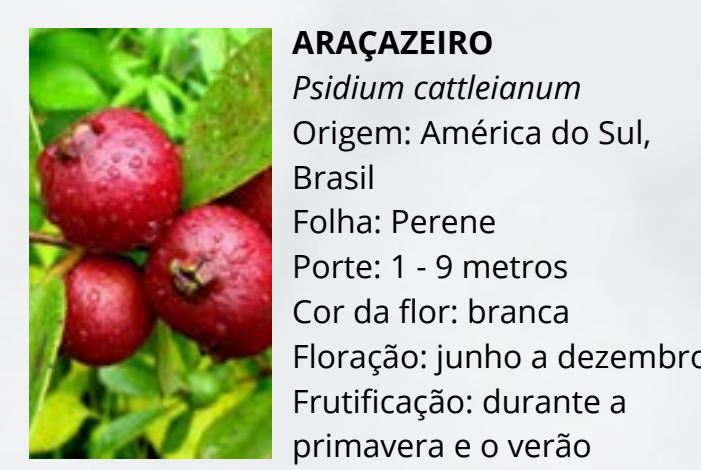 ARAÇAZEIRO
Psidium cattleianum
Origem: América do Sul,
Brasil
Folha: Perene
Porte: 1 - 9 metros
Cor da flor: branca
Floração: junho a dezembro
Frutificação: durante a
primavera e o verão